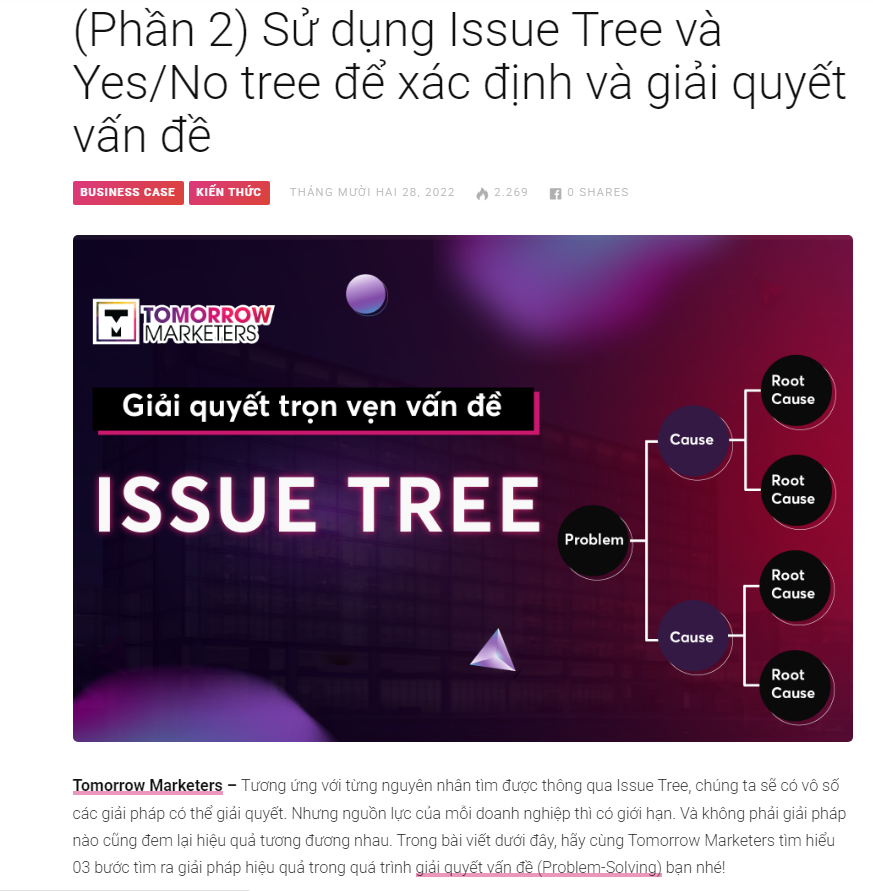 (Phần 2) Sử dụng Issue Tree và
Yes/No tree để xác định và giải quyết
vấn đề
BUSINESS CASE KIẾN THỨC THÁNG MƯỜI HAI 28, 2022 2.269 0 SHARES
TOMORROW
MARKETERS
Giải quyết trọn vẹn vấn đề
ISSUE TREE
Problem
Cause
Root
Cause
Root
Cause
Cause
Root
Cause
Root
Cause
Tomorrow Marketers – Tương ứng với từng nguyên nhân tìm được thông qua Issue Tree, chúng ta sẽ có vô số
các giải pháp có thể giải quyết. Nhưng nguồn lực của mỗi doanh nghiệp thì có giới hạn. Và không phải giải pháp
nào cũng đem lại hiệu quả tương đương nhau. Trong bài viết dưới đây, hãy cùng Tomorrow Marketers tìm hiểu
03 bước tìm ra giải pháp hiệu quả trong quá trình giải quyết vấn đề (Problem-Solving) bạn nhé!